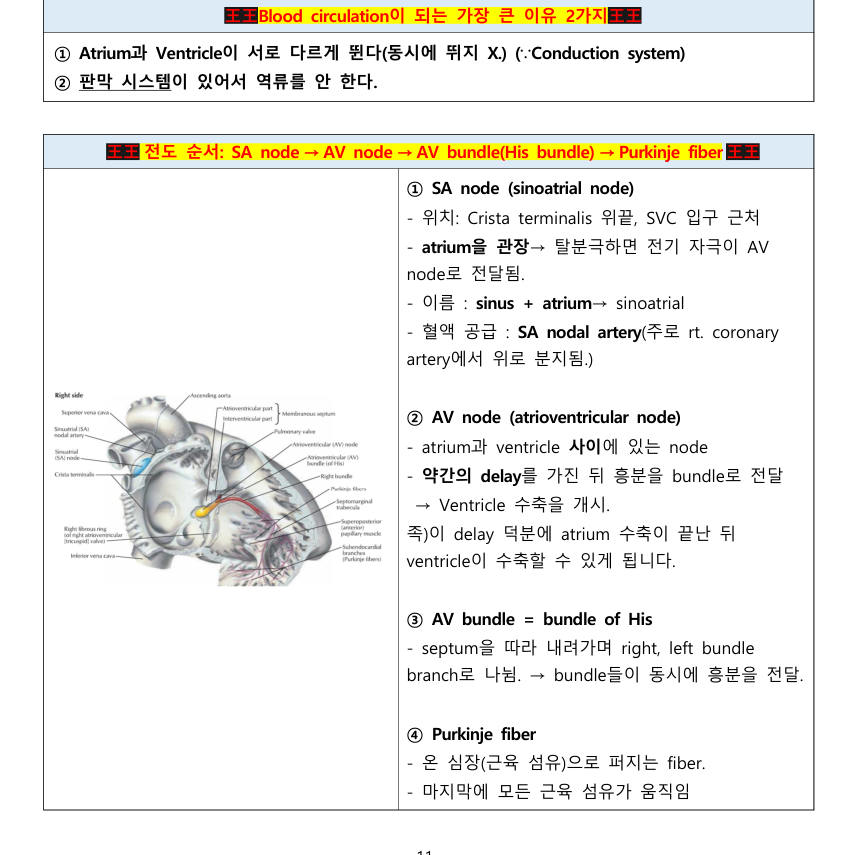 王王Blood circulation이 되는 가장 큰 이유 2가지王王
① Atrium과 Ventricle이 서로 다르게 뛴다(동시에 뛰지 X.) (∵Conduction system)
② 판막 시스템이 있어서 역류를 안 한다.
王王 전도 순서: SA node → AV node → AV bundle(His bundle) → Purkinje fiber 王王
Right side
Ascending aorta
Superior vena cava
Atrioventricular part
Interventricular part
Membranous septum
Sinuatrial (SA)
nodal artery
Pulmonary valve
Atrioventricular (AV) node
Sinuatrial
(SA) node
Atrioventricular (AV)
bundle (of His)
Crista terminalis
Right bundle
Purkinje fibers
Septomarginal
trabecula
Right fibrous ring
(of right atrioventricular
[tricuspid] valve)
Superoposterior
(anterior)
papillary muscle
Inferior vena cava
Subendocardial
branches
(Purkinje fibers)
① SA node (sinoatrial node)
- 위치: Crista terminalis 위끝, SVC 입구 근처
- atrium을 관장→ 탈분극하면 전기 자극이 AV
node로 전달됨.
- 이름 : sinus + atrium→ sinoatrial
- 혈액 공급 : SA nodal artery(주로 rt. coronary
artery에서 위로 분지됨.)
② AV node (atrioventricular node)
- atrium과 ventricle 사이에 있는 node
- 약간의 delay를 가진 뒤 흥분을 bundle로 전달
→ Ventricle 수축을 개시.
족)이 delay 덕분에 atrium 수축이 끝난 뒤
ventricle이 수축할 수 있게 됩니다.
③ AV bundle = bundle of His
- septum을 따라 내려가며 right, left bundle
branch로 나뉨. → bundle들이 동시에 흥분을 전달.
④ Purkinje fiber
- 온 심장(근육 섬유)으로 퍼지는 fiber.
- 마지막에 모든 근육 섬유가 움직임
11